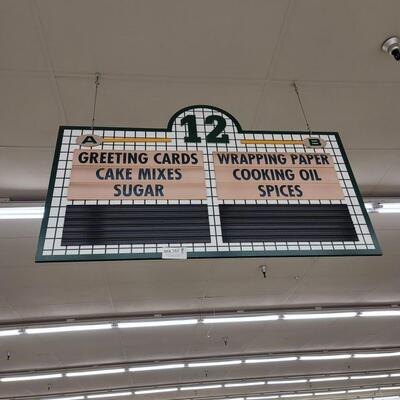 12
A
B
GREETING CARDS
CAKE MIXES
SUGAR
WRAPPING PAPER
COOKING OIL
SPICES